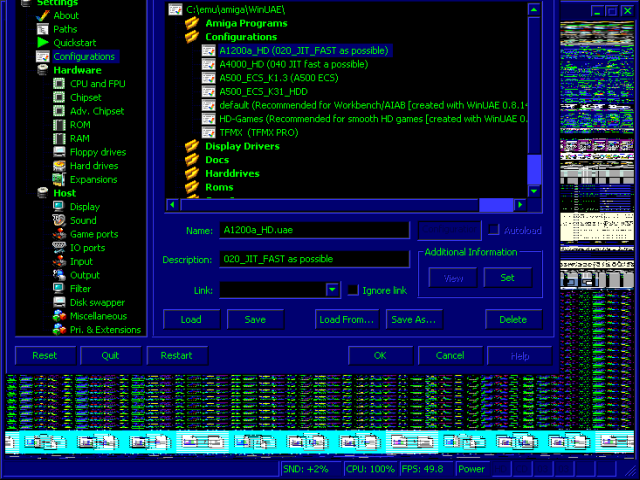 Settings
About
Paths
Quickstart
Configurations
Hardware
CPU and FPU
Chipset
Adv. Chipset
ROM
RAM
Floppy drives
Hard drives
Expansions
Host
Display
Sound
Game ports
IO ports
Input
Output
Filter
Disk swapper
Miscellaneous
Pri. & Extensions
C:\emu\amiga\WinUAE\
Amiga Programs
Configurations
A1200a_HD (020_JIT_FAST as possible)
A4000_HD (040 JIT fast a possible)
A500_ECS_K1.3 (A500 ECS)
A500_ECS_K31_HDD
default (Recommended for Workbench/AIAB [created with WinUAE 0.8.14
HD-Games (Recommended for smooth HD games [created with WinUAE 0.
TFMX (TFMX PRO)
Display Drivers
Docs
Harddrives
Roms
Name: A1200a_HD.uae
Autoload
Description: 020_JIT_FAST as possible
Additional Information
View Set
Link: Ignore link
Load Save Load From... Save As... Delete
Reset Quit Restart OK Cancel Help
SND: +2% CPU: 100% FPS: 49.8 Power